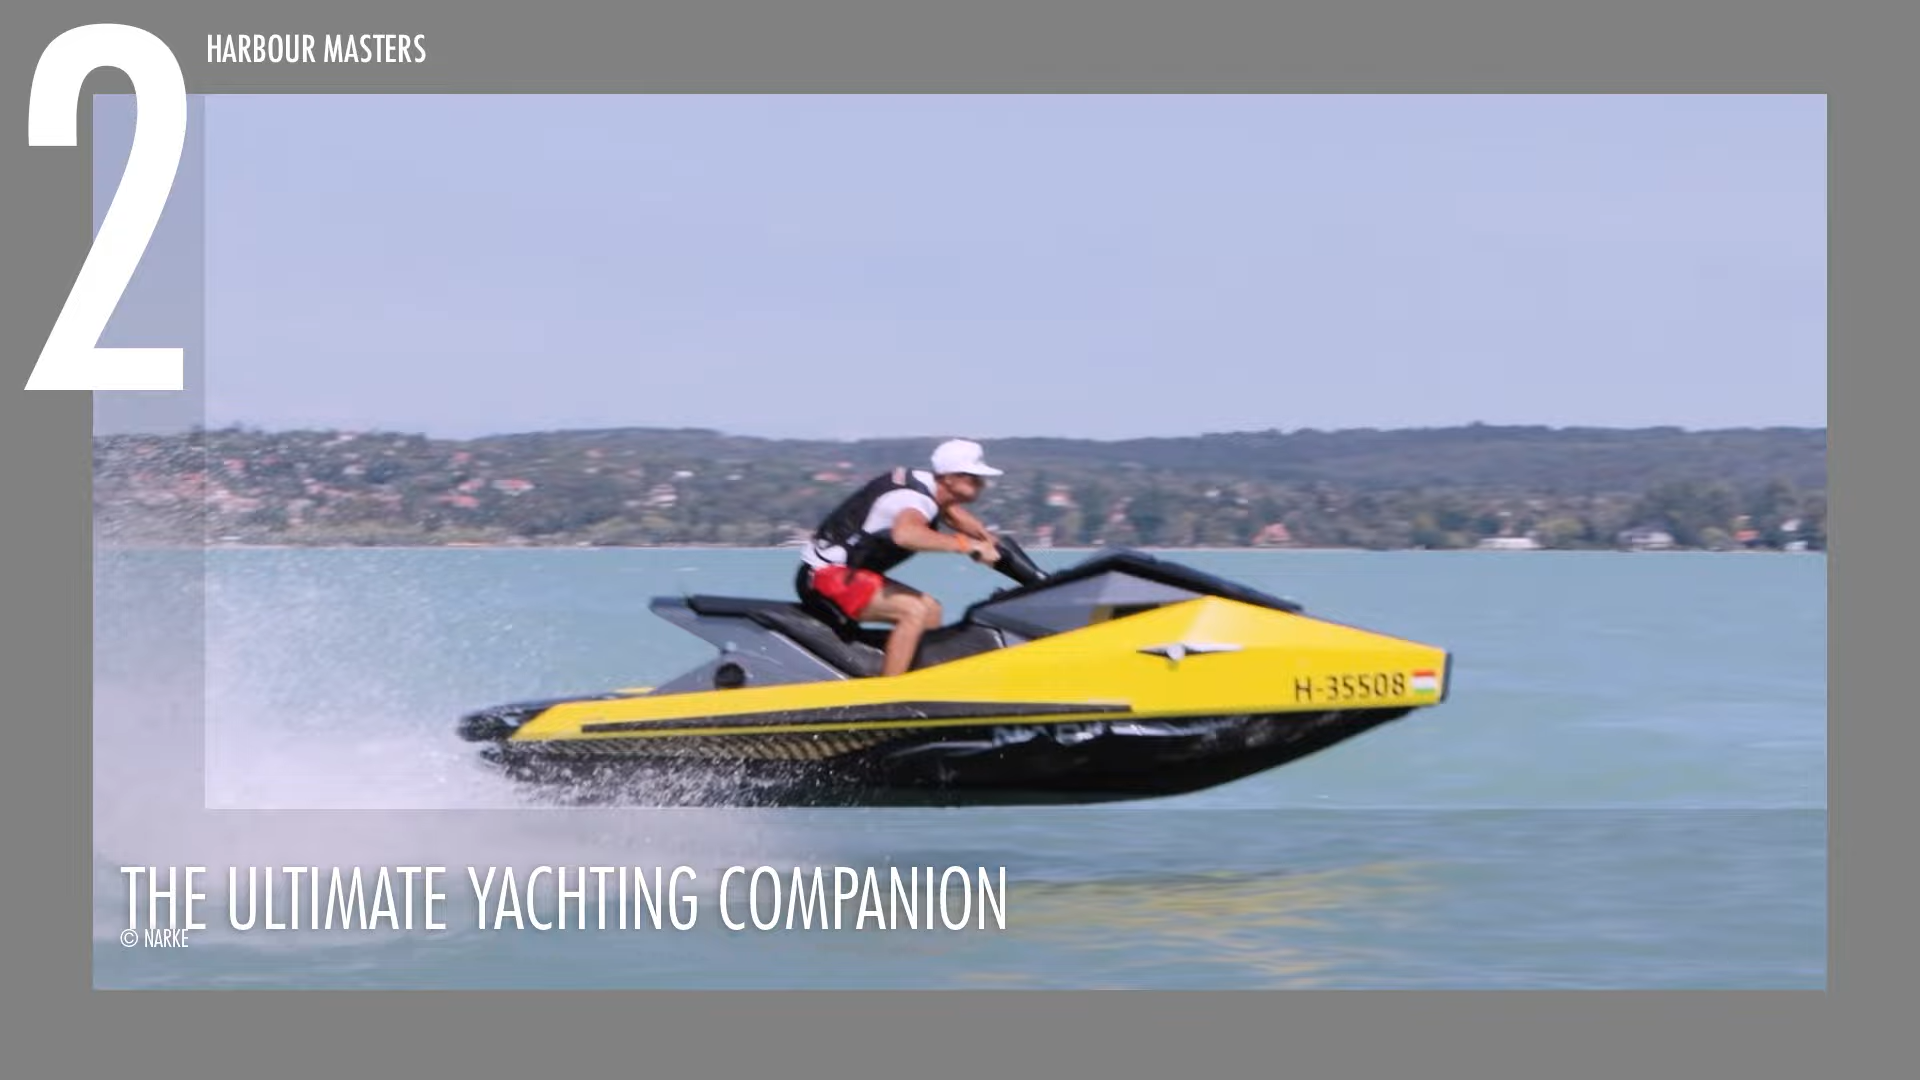 2
HARBOUR MASTERS
H-35508
THE ULTIMATE YACHTING COMPANION
© NARKE